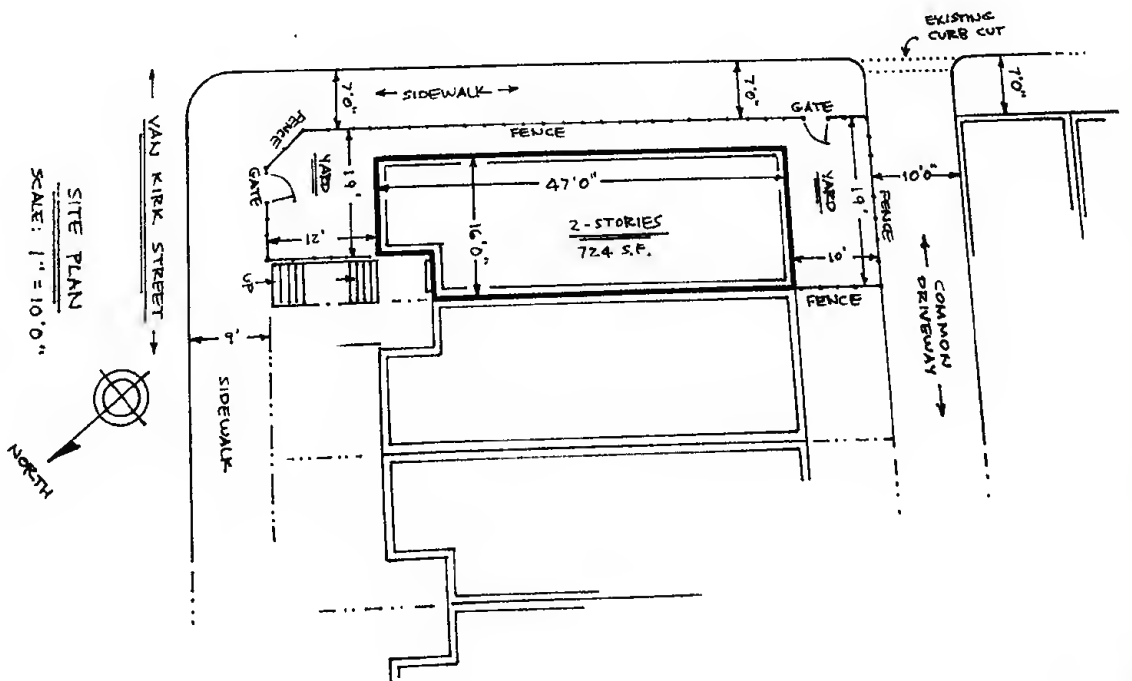 EXISTING
CURB CUT
7'0"
← SIDEWALK →
7'0"
7'0"
GATE
FENCE
FENCE
YARD
19'
GATE
12'
UP
47'0"
16'0"
2-STORIES
724 S.F.
YARD
19'
FENCE
10'0"
10'
FENCE
← COMMON
DRIVEWAY →
← VAN KIRK STREET →
SITE PLAN
SCALE: 1" = 10'0"
9'
SIDEWALK
NORTH